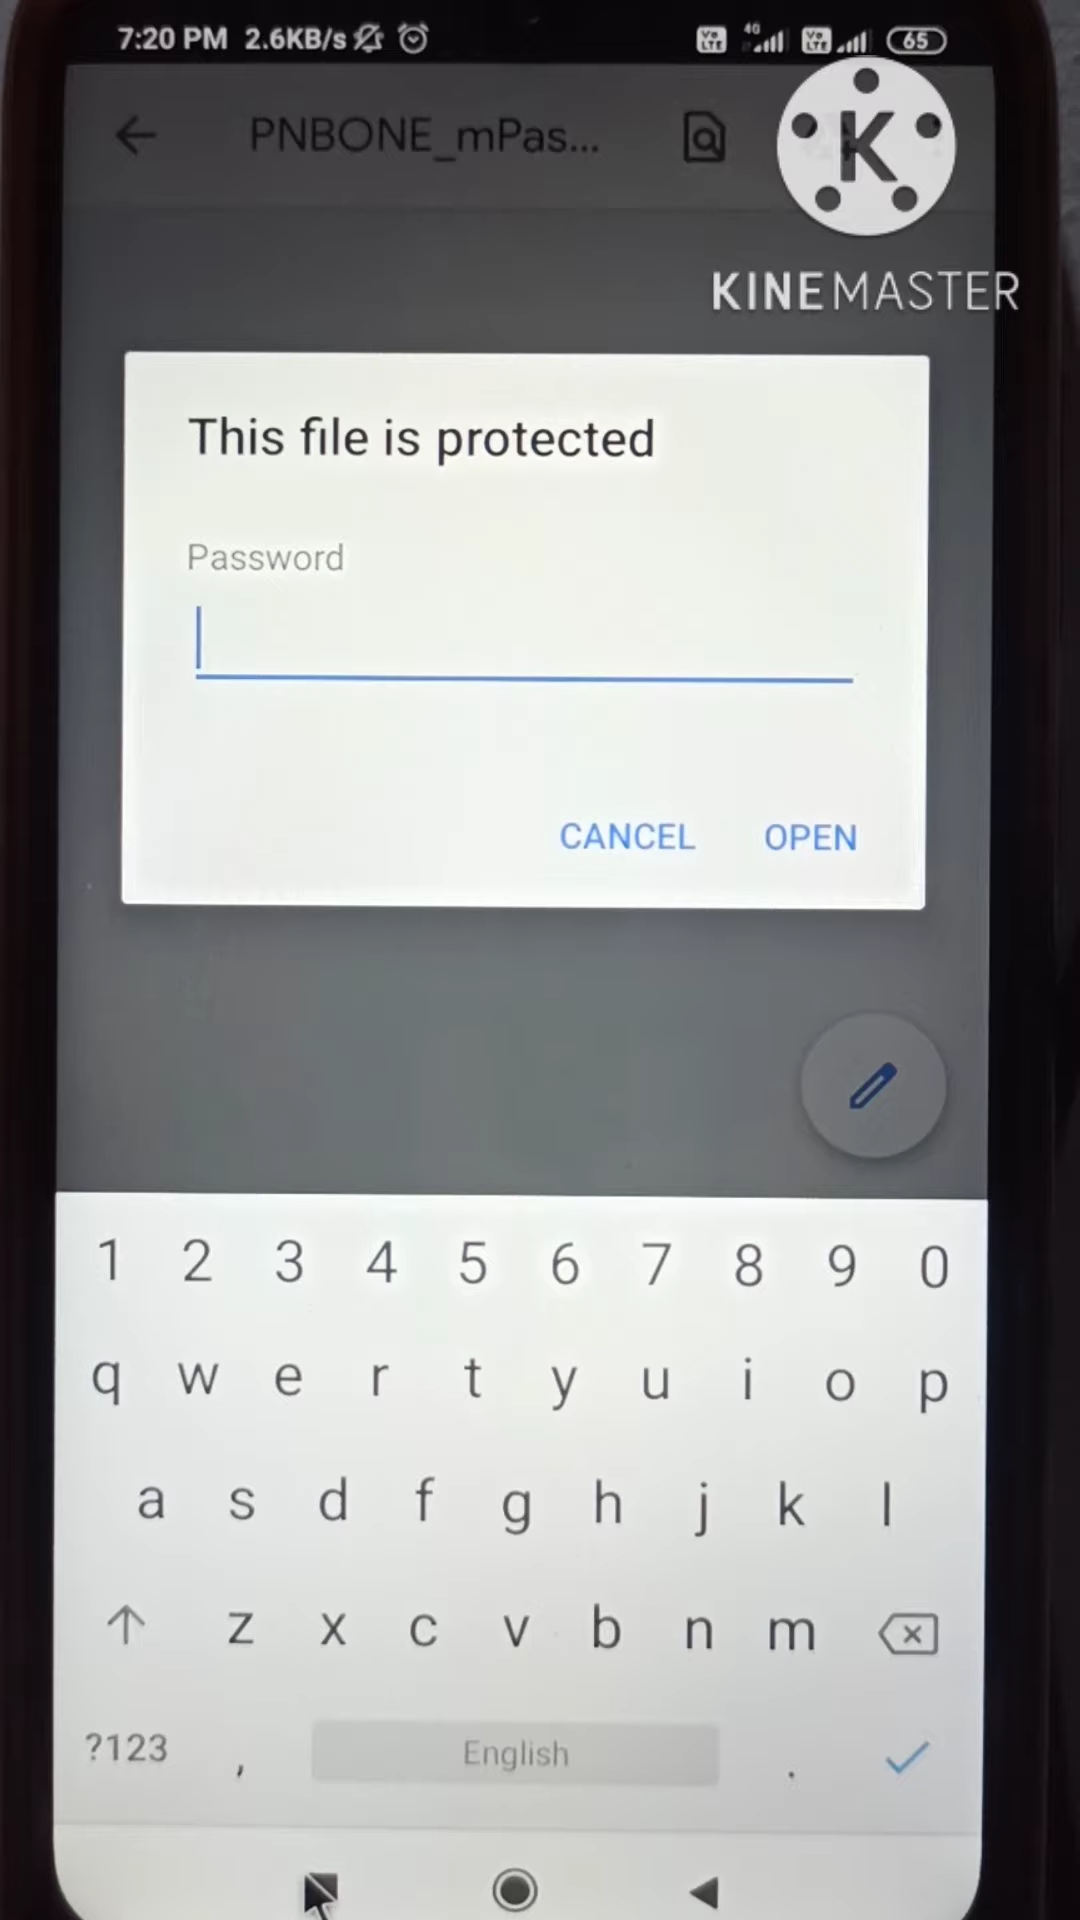 7:20 PM 2.6KB/s 4G 65
PNBONE_mPas...
K
KINEMASTER
This file is protected
Password
CANCEL OPEN
1 2 3 4 5 6 7 8 9 0
q w e r t y u i o p
a s d f g h j k l
z x c v b n m
?123 , English .